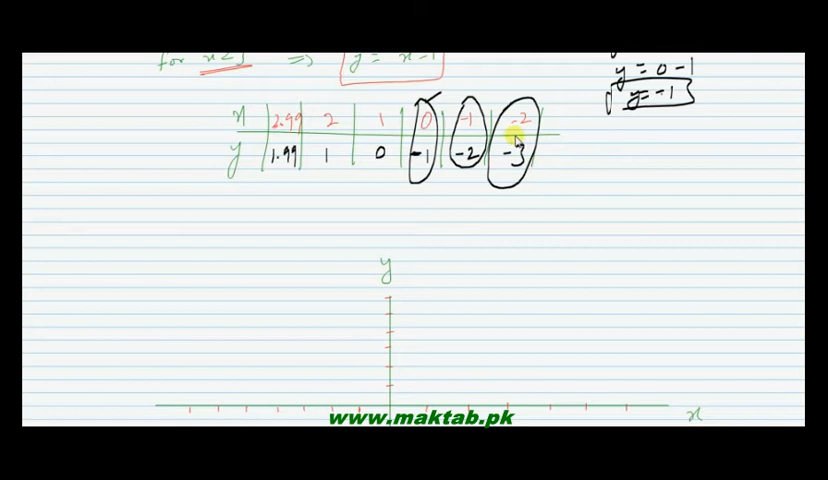 for x < 3 ⇒ y = x-1
y = 0 - 1
y = -1
x 2.99 2 1 0 -1 -2
y 1.99 1 0 -1 -2 -3
y
www.maktab.pk
x